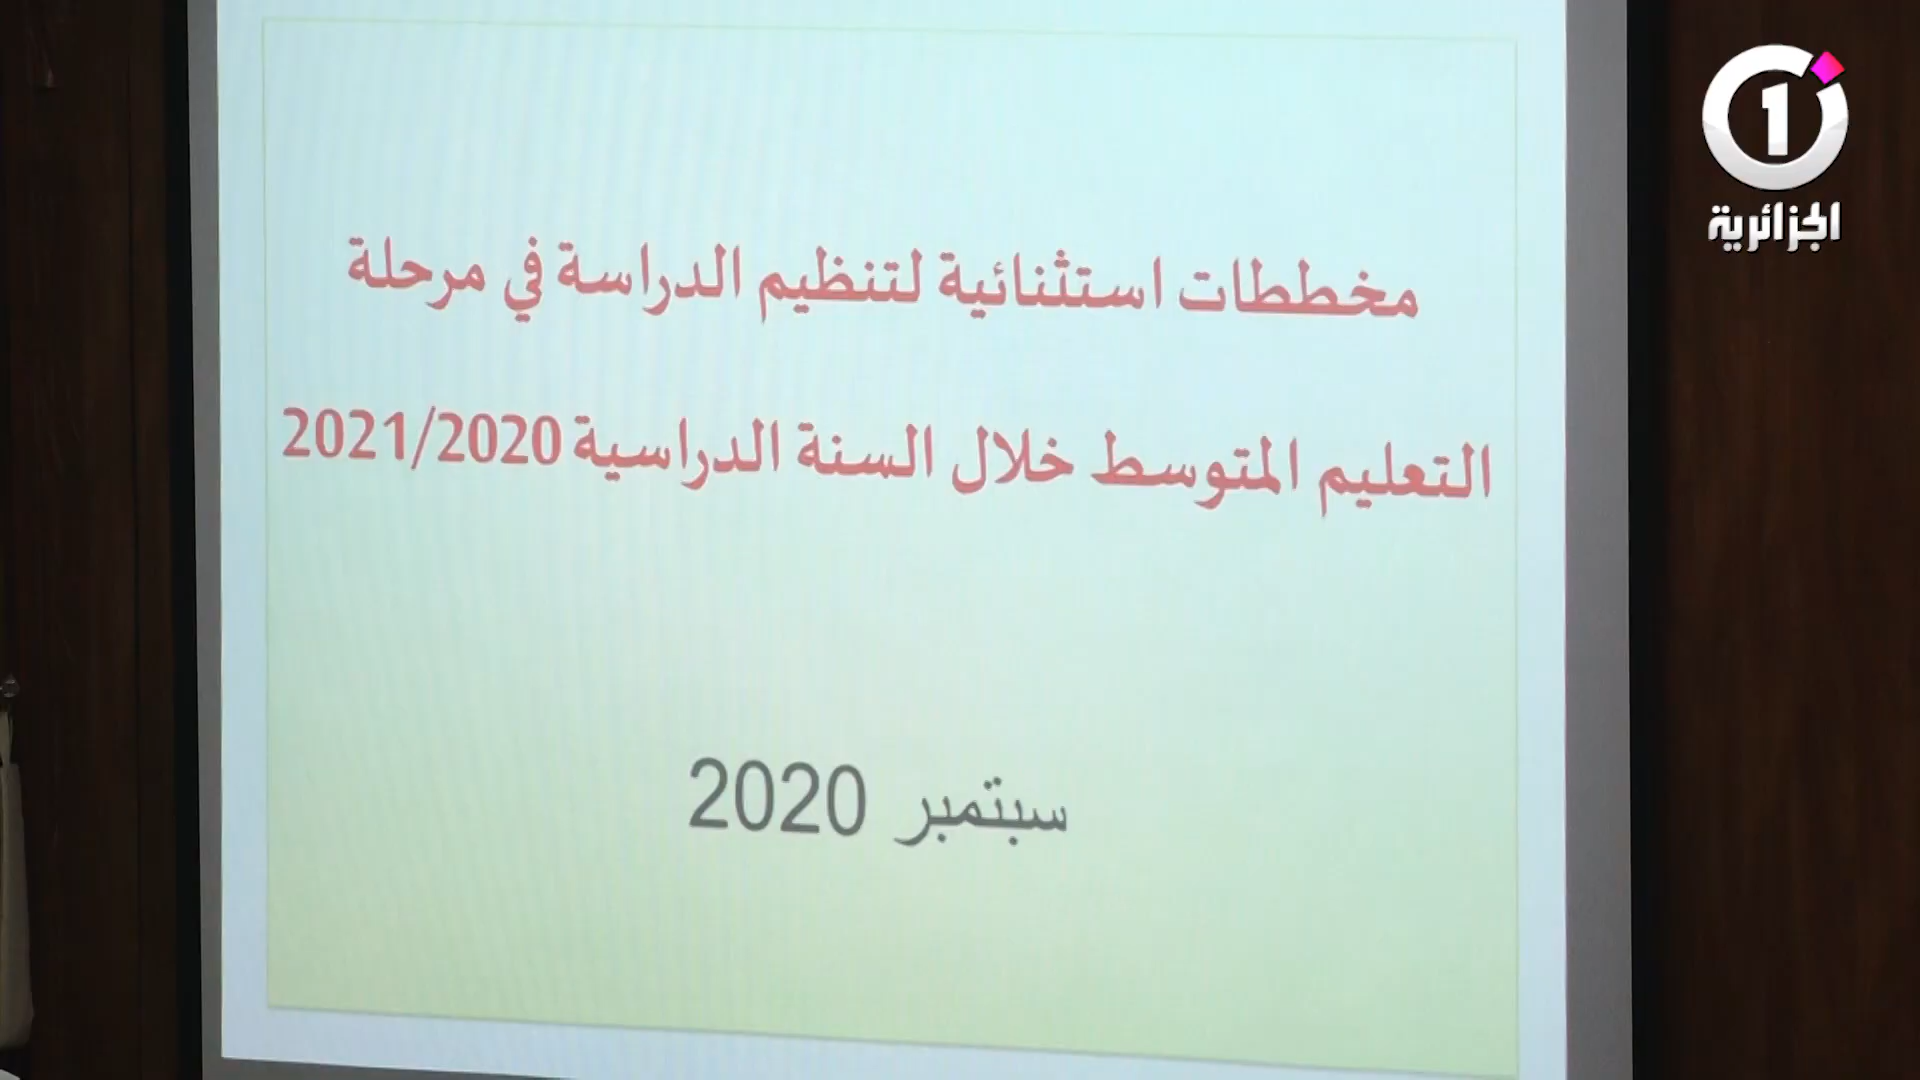 مخططات استثنائية لتنظيم الدراسة في مرحلة
التعليم المتوسط خلال السنة الدراسية 2021/2020
سبتمبر 2020
1
الجزائرية